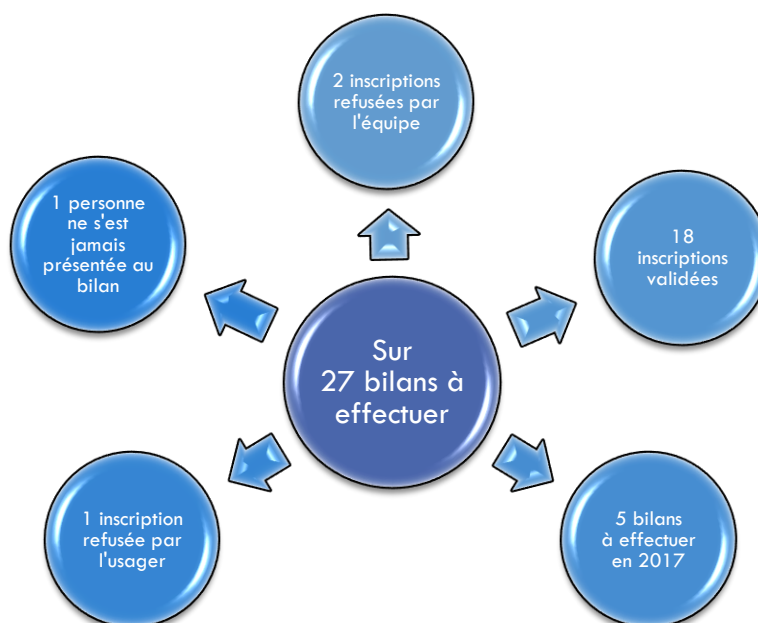 2 inscriptions
refusées par
l'équipe
1 personne
ne s'est
jamais
présentée au
bilan
18
inscriptions
validées
Sur
27 bilans à
effectuer
1 inscription
refusée par
l'usager
5 bilans
à effectuer
en 2017